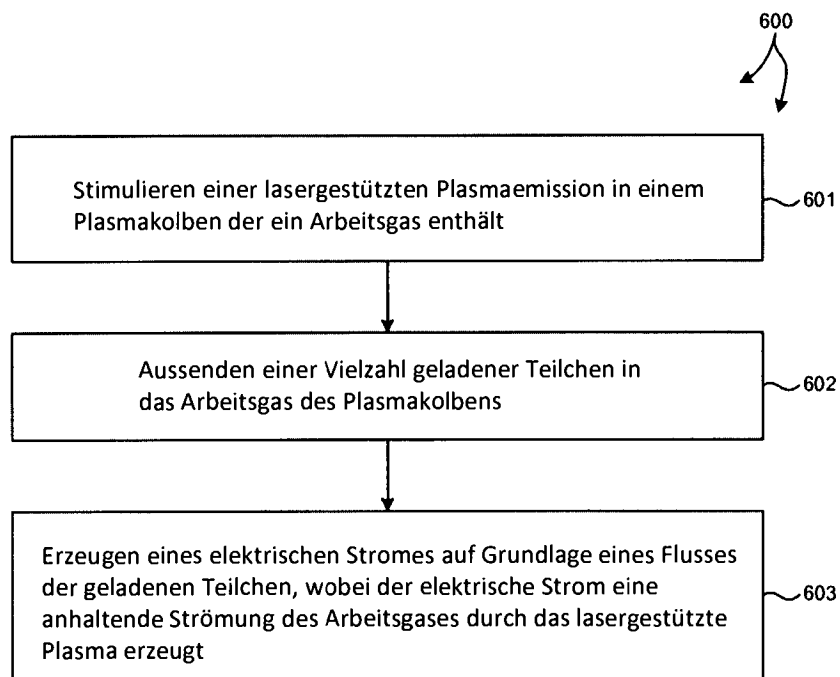 600
Stimulieren einer lasergestützten Plasmaemission in einem
Plasmakolben der ein Arbeitsgas enthält
601
Aussenden einer Vielzahl geladener Teilchen in
das Arbeitsgas des Plasmakolbens
602
Erzeugen eines elektrischen Stromes auf Grundlage eines Flusses
der geladenen Teilchen, wobei der elektrische Strom eine
anhaltende Strömung des Arbeitsgases durch das lasergestützte
Plasma erzeugt
603